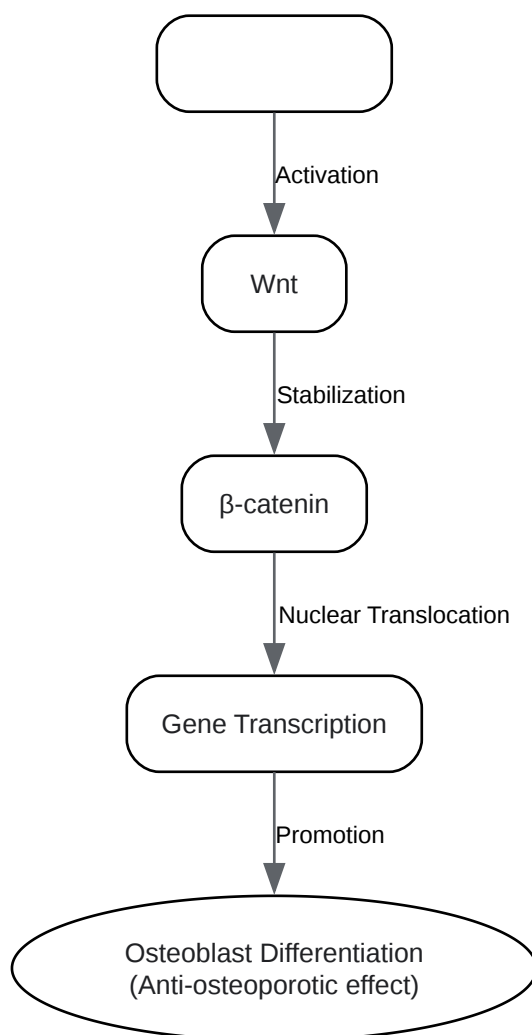 Activation
Wnt
Stabilization
β-catenin
Nuclear Translocation
Gene Transcription
Promotion
Osteoblast Differentiation
(Anti-osteoporotic effect)